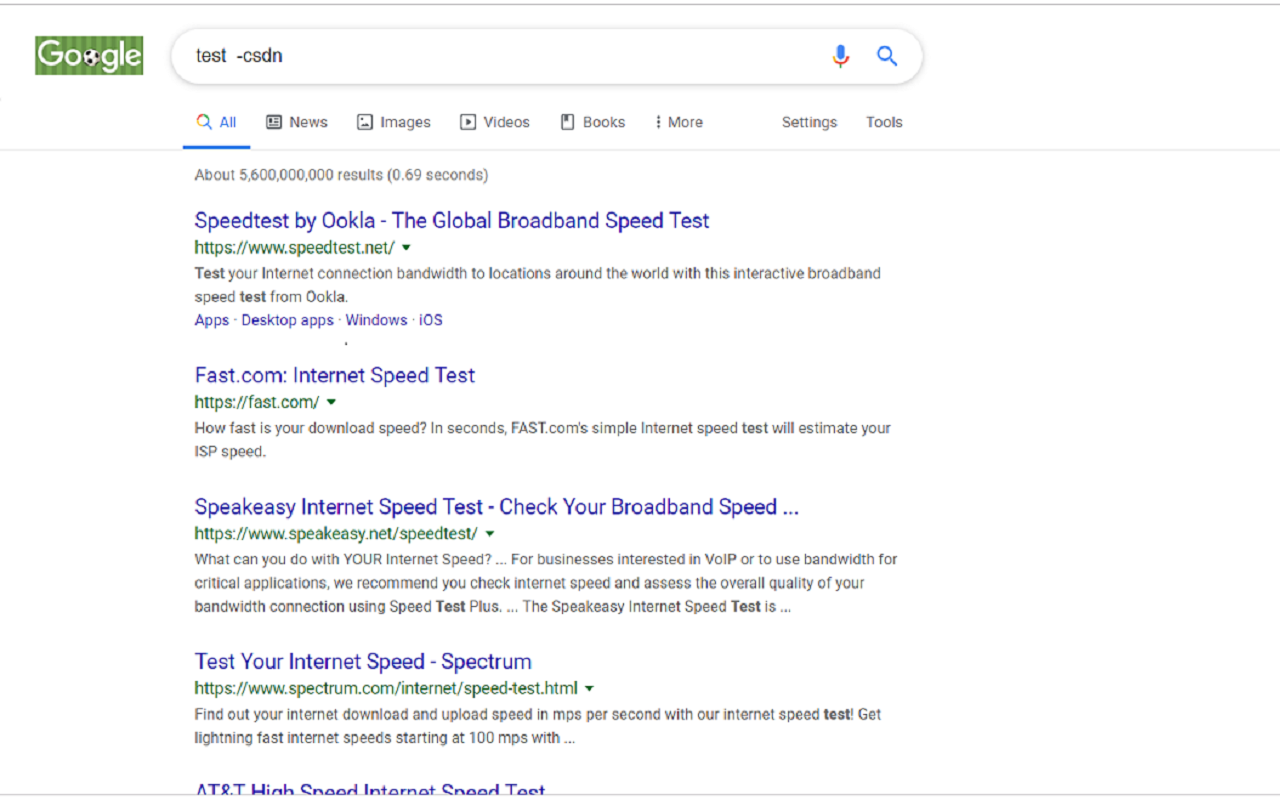 Google
test -csdn
All News Images Videos Books More Settings Tools
About 5,600,000,000 results (0.69 seconds)
Speedtest by Ookla - The Global Broadband Speed Test
https://www.speedtest.net/
Test your Internet connection bandwidth to locations around the world with this interactive broadband
speed test from Ookla.
Apps · Desktop apps · Windows · iOS
Fast.com: Internet Speed Test
https://fast.com/
How fast is your download speed? In seconds, FAST.com's simple Internet speed test will estimate your
ISP speed.
Speakeasy Internet Speed Test - Check Your Broadband Speed ...
https://www.speakeasy.net/speedtest/
What can you do with YOUR Internet Speed? ... For businesses interested in VoIP or to use bandwidth for
critical applications, we recommend you check internet speed and assess the overall quality of your
bandwidth connection using Speed Test Plus. ... The Speakeasy Internet Speed Test is ...
Test Your Internet Speed - Spectrum
https://www.spectrum.com/internet/speed-test.html
Find out your internet download and upload speed in mps per second with our internet speed test! Get
lightning fast internet speeds starting at 100 mps with ...
AT&T High Speed Internet Speed Test